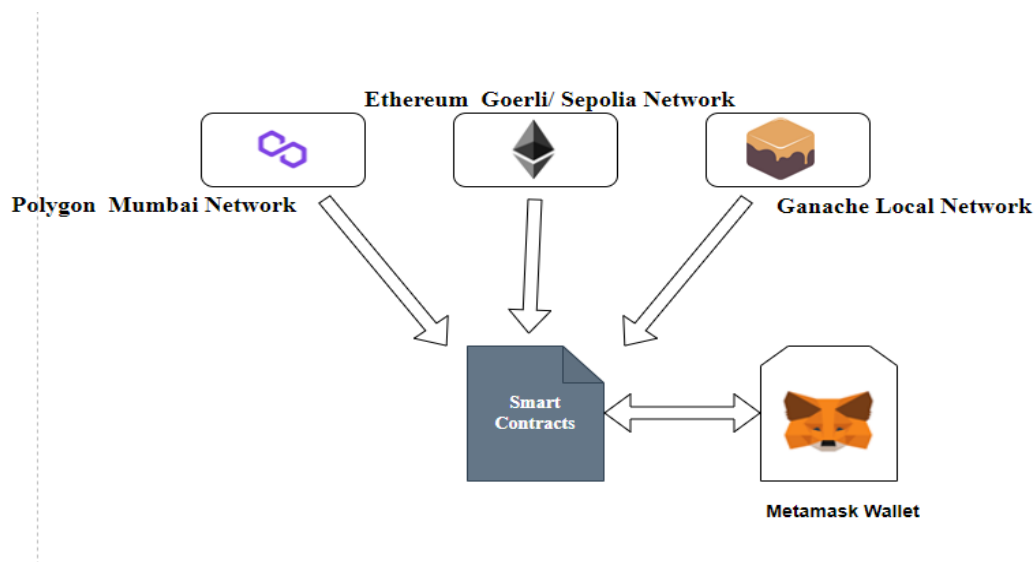 Ethereum Goerli/ Sepolia Network
Polygon Mumbai Network
Ganache Local Network
Smart
Contracts
Metamask Wallet